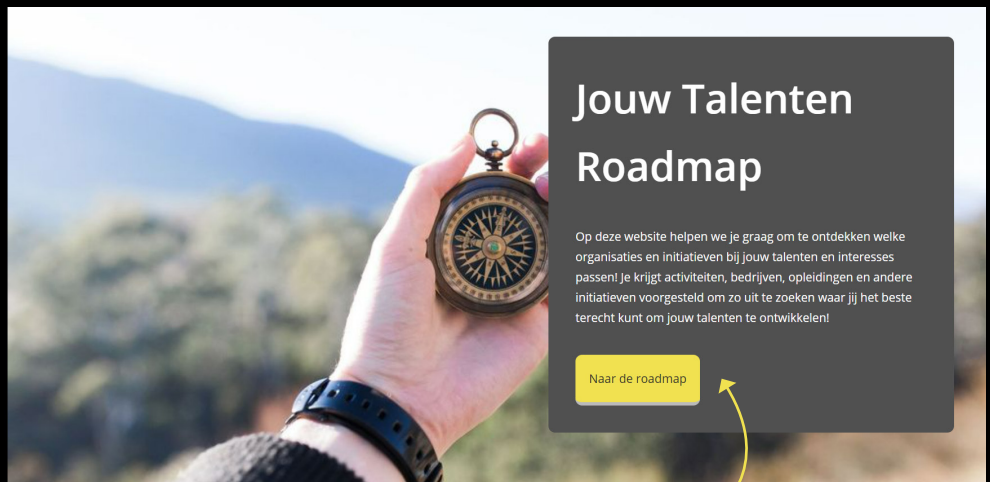 Jouw Talenten
Roadmap
Op deze website helpen we je graag om te ontdekken welke
organisaties en initiatieven bij jouw talenten en interesses
passen! Je krijgt activiteiten, bedrijven, opleidingen en andere
initiatieven voorgesteld om zo uit te zoeken waar jij het beste
terecht kunt om jouw talenten te ontwikkelen!
Naar de roadmap